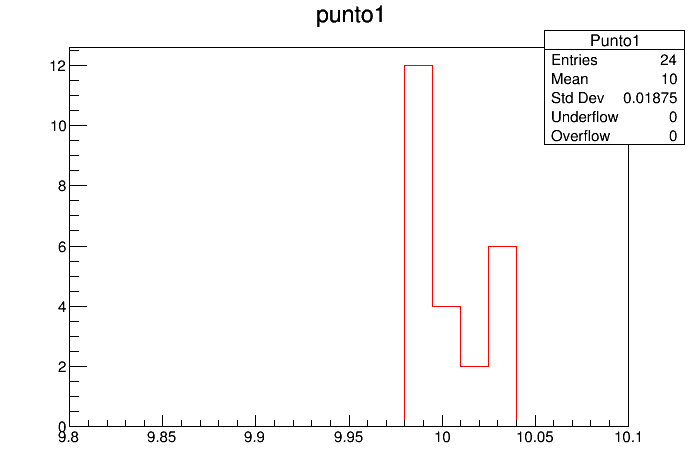 punto1
Punto1
Entries 24
Mean 10
Std Dev 0.01875
Underflow 0
Overflow 0
12
10
8
6
4
2
0
9.8 9.85 9.9 9.95 10 10.05 10.1